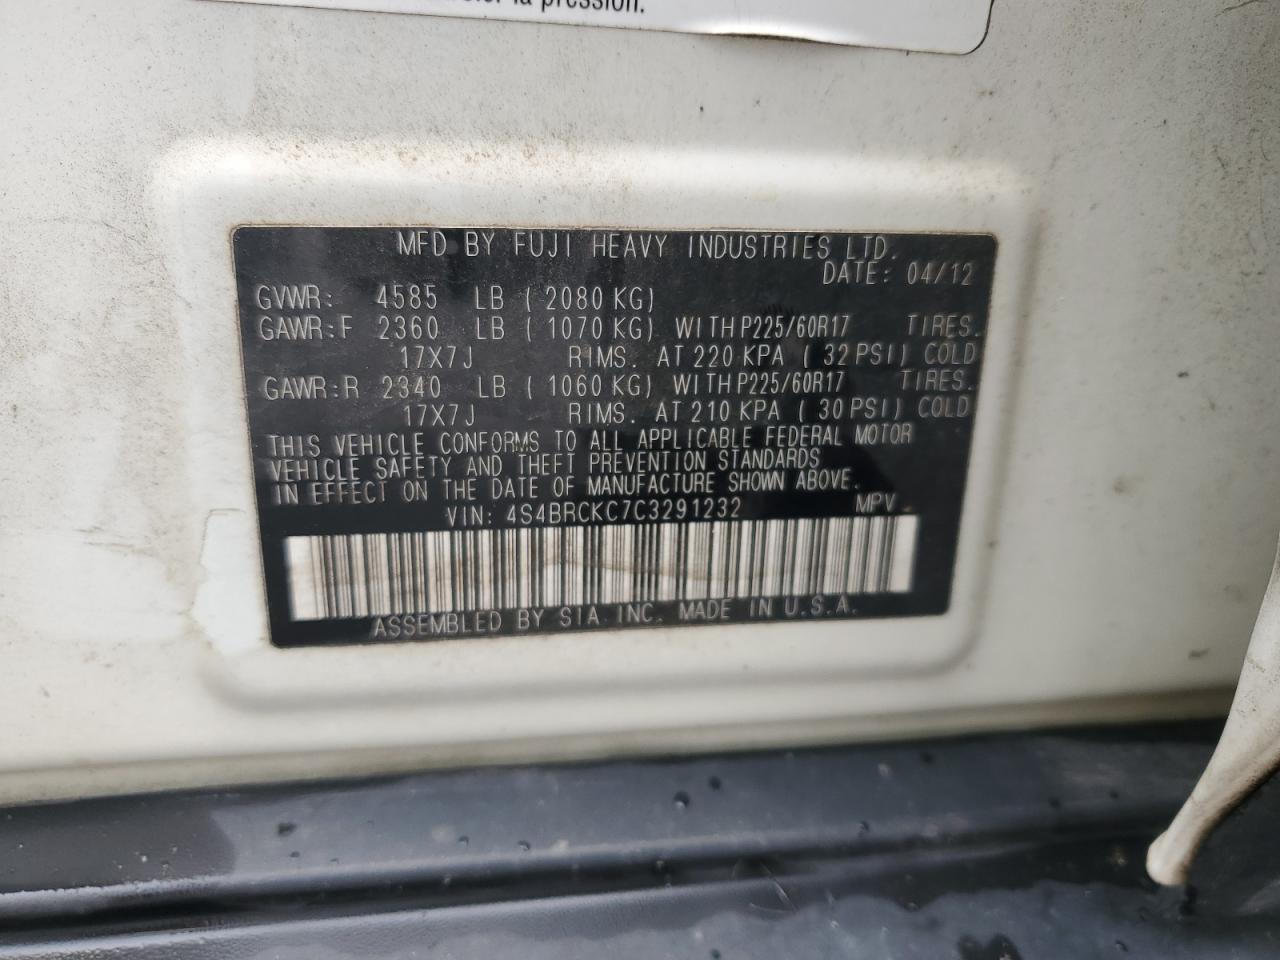 la pression.
MFD BY FUJI HEAVY INDUSTRIES LTD.
DATE: 04/12
GVWR: 4585 LB ( 2080 KG)
GAWR:F 2360 LB ( 1070 KG) WITH P225/60R17 TIRES.
17X7J RIMS. AT 220 KPA ( 32 PSI) COLD
GAWR:R 2340 LB ( 1060 KG) WITH P225/60R17 TIRES.
17X7J RIMS. AT 210 KPA ( 30 PSI) COLD
THIS VEHICLE CONFORMS TO ALL APPLICABLE FEDERAL MOTOR
VEHICLE SAFETY AND THEFT PREVENTION STANDARDS
IN EFFECT ON THE DATE OF MANUFACTURE SHOWN ABOVE.
VIN: 4S4BRCKC7C3291232 MPV
ASSEMBLED BY SIA.INC. MADE IN U.S.A.